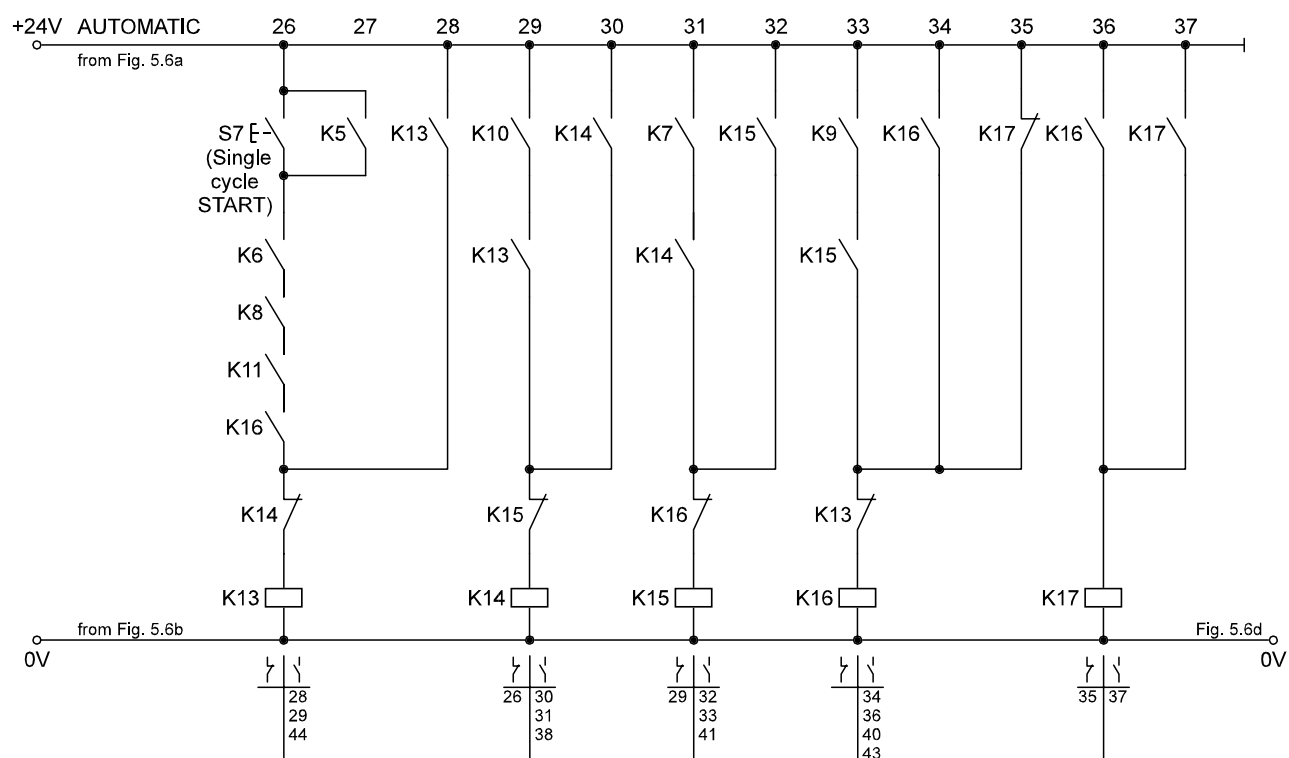 +24V AUTOMATIC 26 27 28 29 30 31 32 33 34 35 36 37
from Fig. 5.6a
S7 K5 K13 K10 K14 K7 K15 K9 K16 K17 K16 K17
(Single
cycle
START)
K6 K13 K14 K15
K8
K11
K16
K14 K15 K16 K13
K13 K14 K15 K16 K17
from Fig. 5.6b Fig. 5.6d
0V 0V
28 26 30 29 32 34 35 37
29 31 33 36
44 38 41 40
43